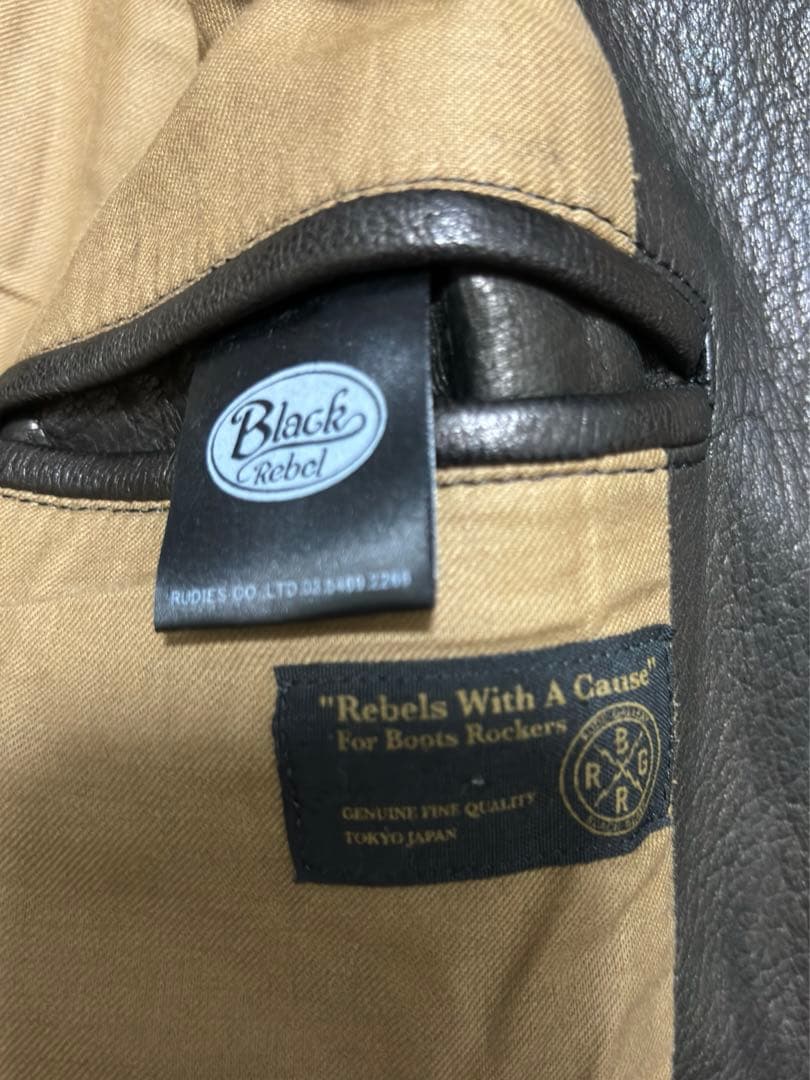 Black
Rebel
RUDIES CO.,LTD
"Rebels With A Cause"
For Boots Rockers
B
R G
R
GENUINE FINE QUALITY
TOKYO JAPAN